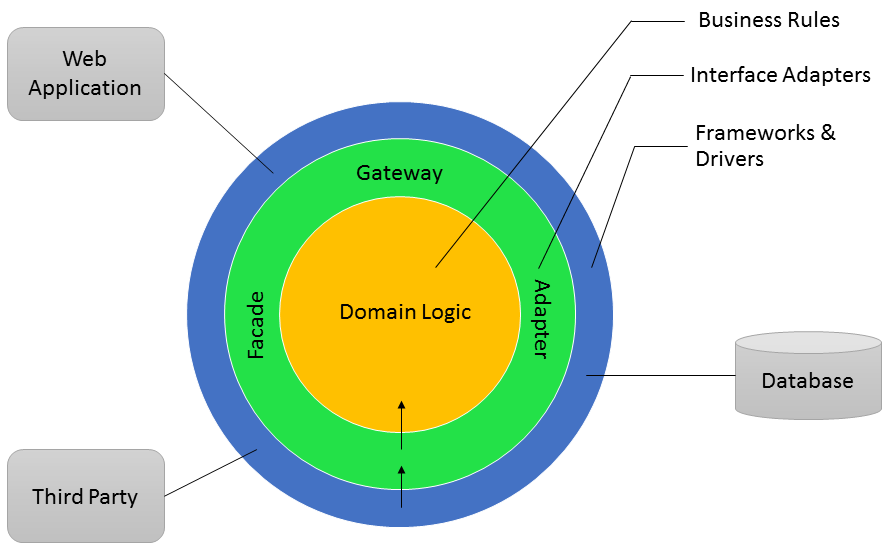 Business Rules
Web
Application
Interface Adapters
Frameworks &
Drivers
Gateway
Facade
Domain Logic
Adapter
Database
Third Party